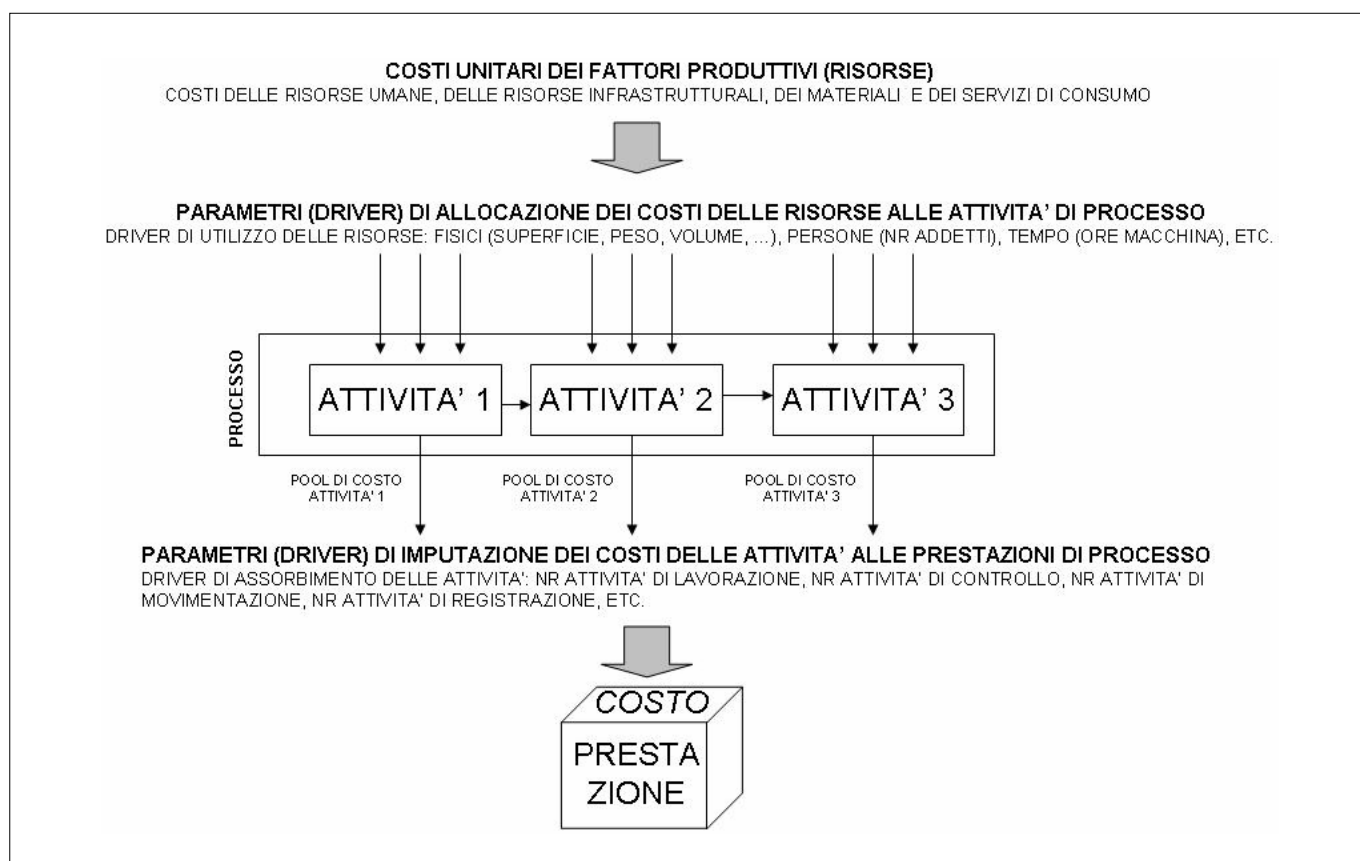 COSTI UNITARI DEI FATTORI PRODUTTIVI (RISORSE)
COSTI DELLE RISORSE UMANE, DELLE RISORSE INFRASTRUTTURALI, DEI MATERIALI E DEI SERVIZI DI CONSUMO
PARAMETRI (DRIVER) DI ALLOCAZIONE DEI COSTI DELLE RISORSE ALLE ATTIVITA’ DI PROCESSO
DRIVER DI UTILIZZO DELLE RISORSE: FISICI (SUPERFICIE, PESO, VOLUME, ...), PERSONE (NR ADDETTI), TEMPO (ORE MACCHINA), ETC.
PROCESSO
ATTIVITA’ 1
ATTIVITA’ 2
ATTIVITA’ 3
POOL DI COSTO
ATTIVITA’ 1
POOL DI COSTO
ATTIVITA’ 2
POOL DI COSTO
ATTIVITA’ 3
PARAMETRI (DRIVER) DI IMPUTAZIONE DEI COSTI DELLE ATTIVITA’ ALLE PRESTAZIONI DI PROCESSO
DRIVER DI ASSORBIMENTO DELLE ATTIVITA’: NR ATTIVITA’ DI LAVORAZIONE, NR ATTIVITA’ DI CONTROLLO, NR ATTIVITA’ DI
MOVIMENTAZIONE, NR ATTIVITA’ DI REGISTRAZIONE, ETC.
COSTO
PRESTA
ZIONE